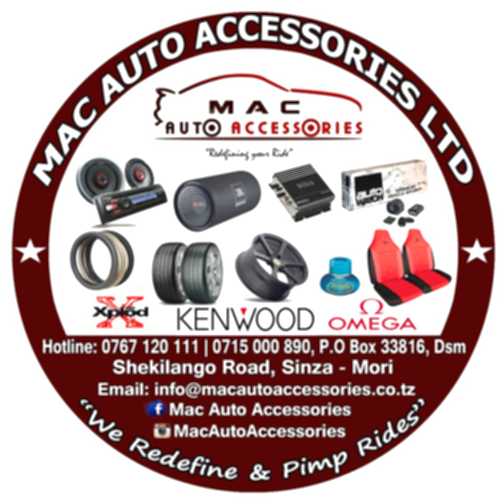 MAC AUTO ACCESSORIES LTD
MAC
AUTO ACCESSORIES
"Redefining your Ride"
JBL
Xplōd
KENWOOD
OMEGA
Hotline: 0767 120 111 | 0715 000 890, P.O Box 33816, Dsm
Shekilango Road, Sinza - Mori
Email: info@macautoaccessories.co.tz
Mac Auto Accessories
MacAutoAccessories
"We Redefine & Pimp Rides"